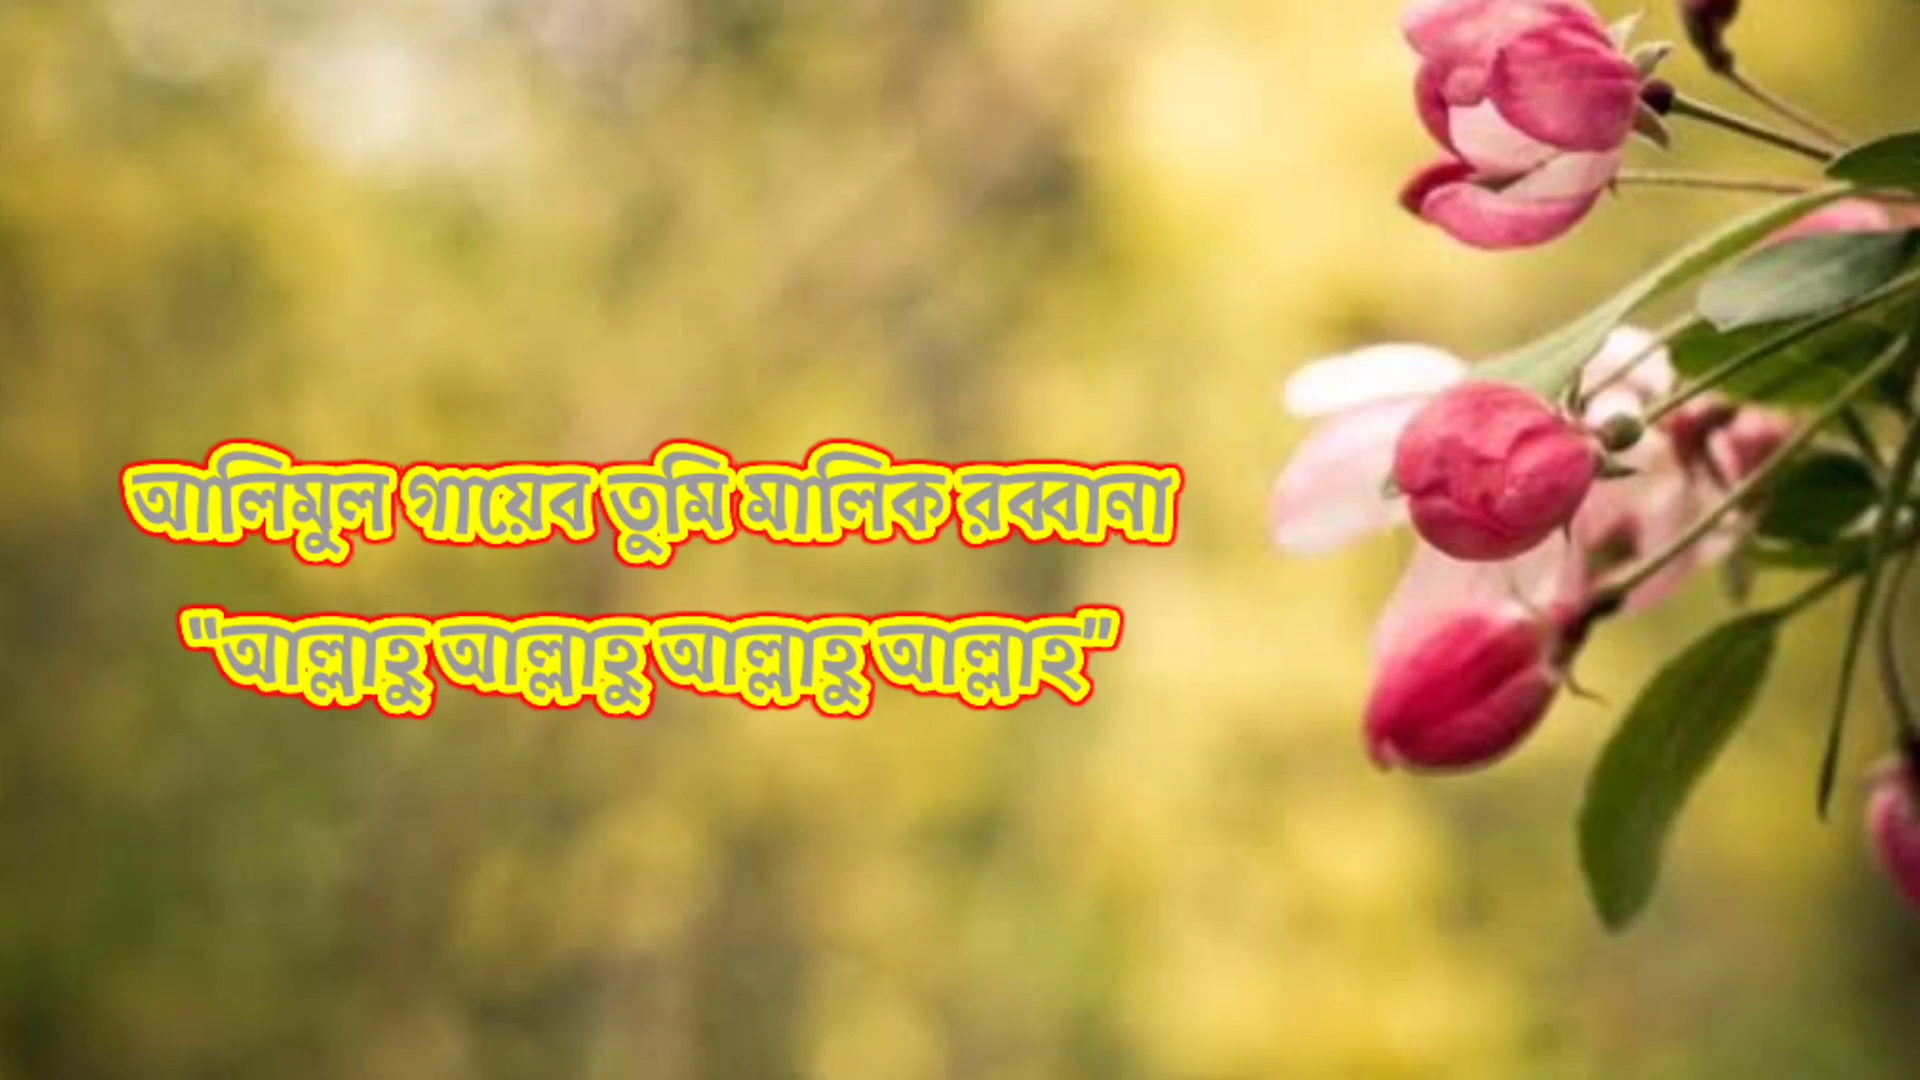 আলিমুল গায়েব তুমি মালিক রব্বানা
“আল্লাহু আল্লাহু আল্লাহু আল্লাহ”